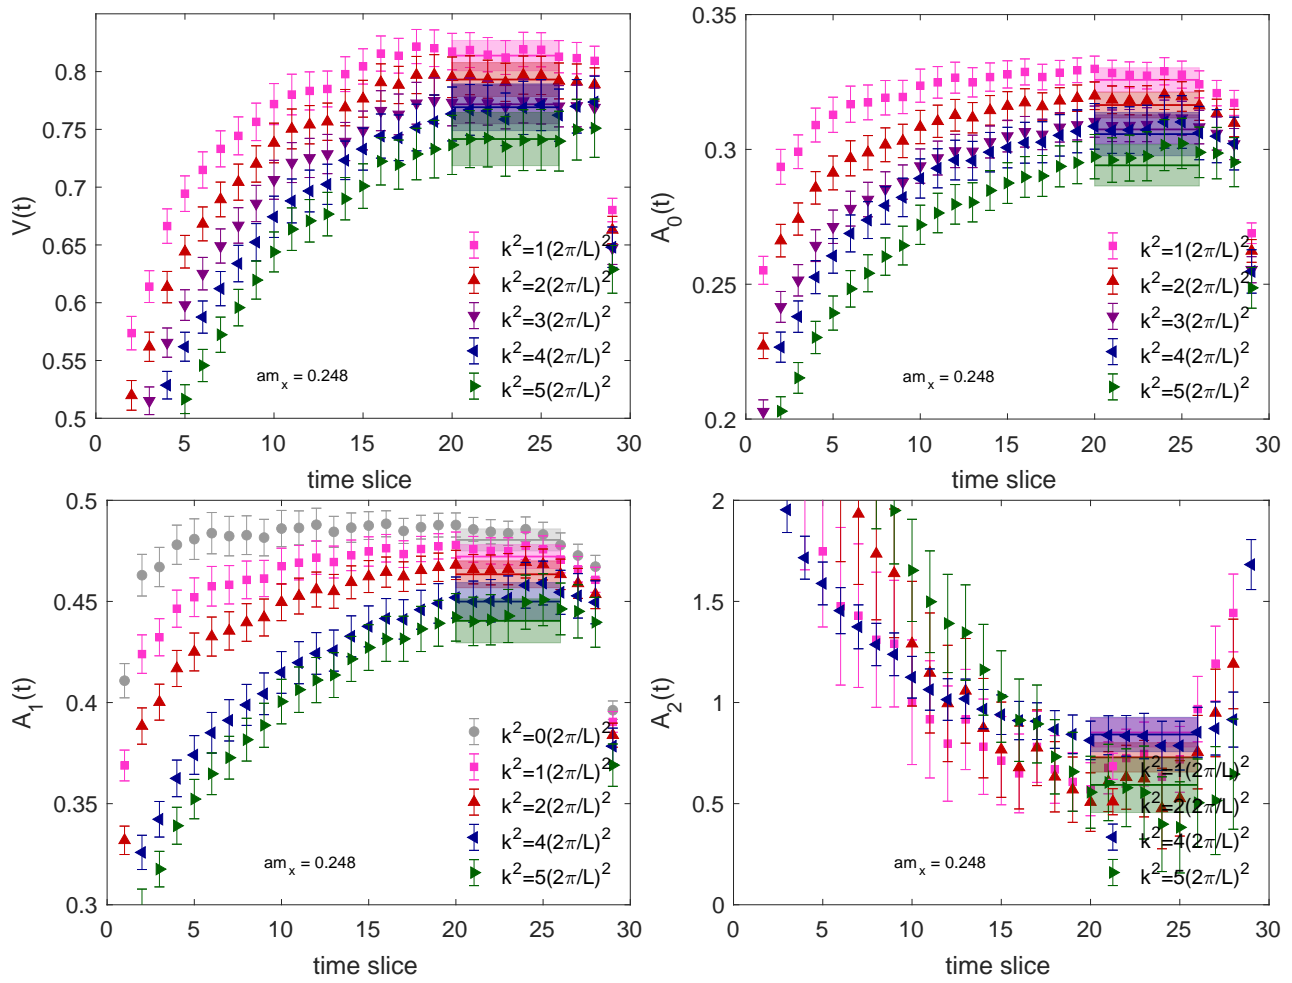 0.8
0.75
0.7
0.65
0.6
0.55
0.5
V(t)
k²=1(2π/L)²
k²=2(2π/L)²
k²=3(2π/L)²
k²=4(2π/L)²
k²=5(2π/L)²
am_x = 0.248
0 5 10 15 20 25 30
time slice
0.35
0.3
0.25
0.2
A_0(t)
k²=1(2π/L)²
k²=2(2π/L)²
k²=3(2π/L)²
k²=4(2π/L)²
k²=5(2π/L)²
am_x = 0.248
0 5 10 15 20 25 30
time slice
0.5
0.45
0.4
0.35
0.3
A_1(t)
k²=0(2π/L)²
k²=1(2π/L)²
k²=2(2π/L)²
k²=4(2π/L)²
k²=5(2π/L)²
am_x = 0.248
0 5 10 15 20 25 30
time slice
2
1.5
1
0.5
0
A_2(t)
k²=1(2π/L)²
k²=2(2π/L)²
k²=4(2π/L)²
k²=5(2π/L)²
am_x = 0.248
0 5 10 15 20 25 30
time slice